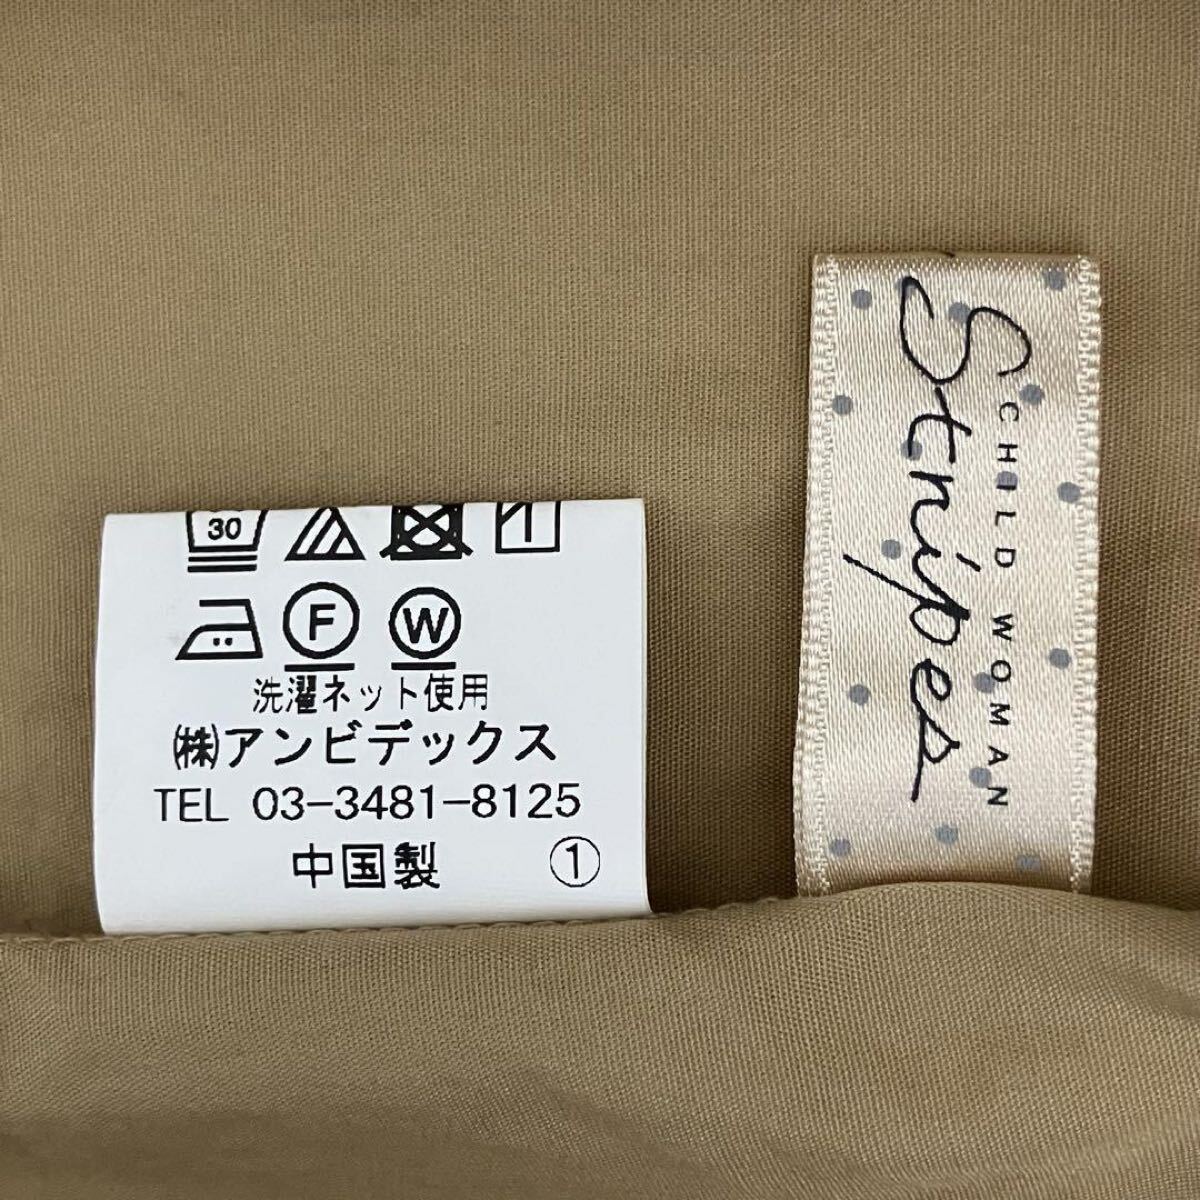 30
F W
洗濯ネット使用
㈱アンビデックス
TEL 03-3481-8125
中国製 ①
CHILD WOMAN
Stripes